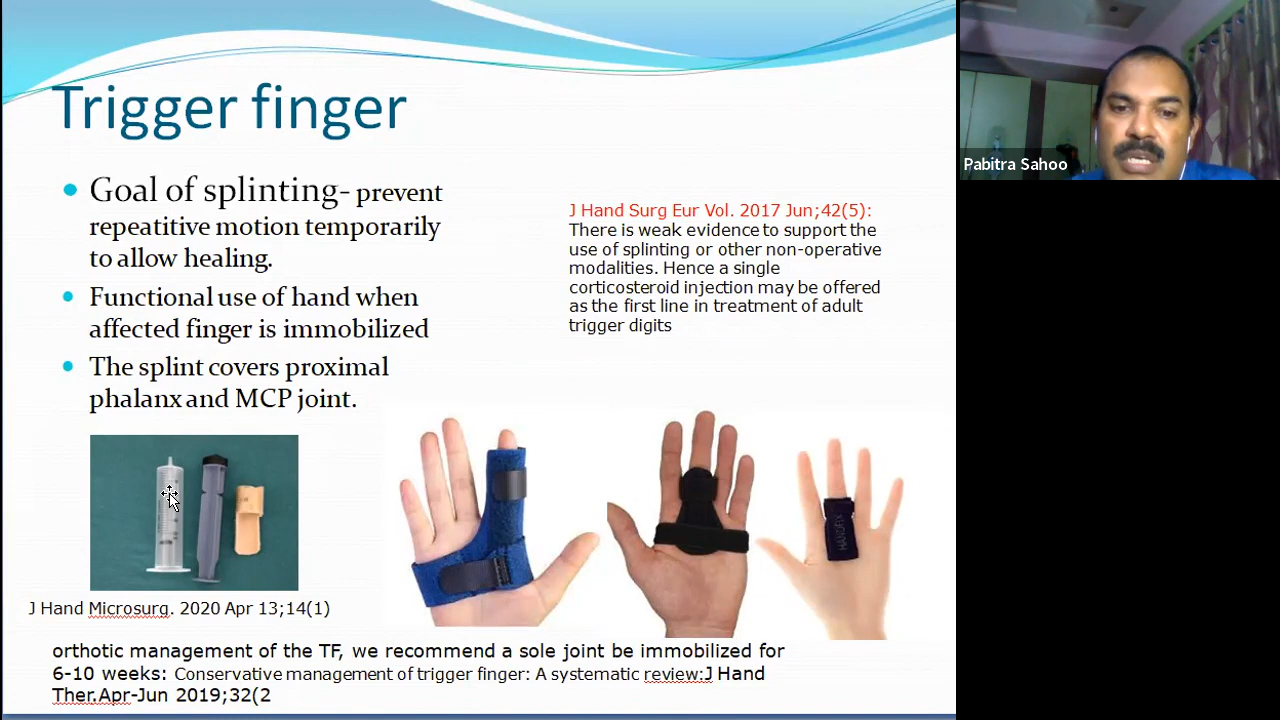 Trigger finger
Goal of splinting- prevent
repeatitive motion temporarily
to allow healing.
Functional use of hand when
affected finger is immobilized
The splint covers proximal
phalanx and MCP joint.
J Hand Surg Eur Vol. 2017 Jun;42(5):
There is weak evidence to support the
use of splinting or other non-operative
modalities. Hence a single
corticosteroid injection may be offered
as the first line in treatment of adult
trigger digits
J Hand Microsurg. 2020 Apr 13;14(1)
orthotic management of the TF, we recommend a sole joint be immobilized for
6-10 weeks: Conservative management of trigger finger: A systematic review:J Hand
Ther.Apr-Jun 2019;32(2
Pabitra Sahoo